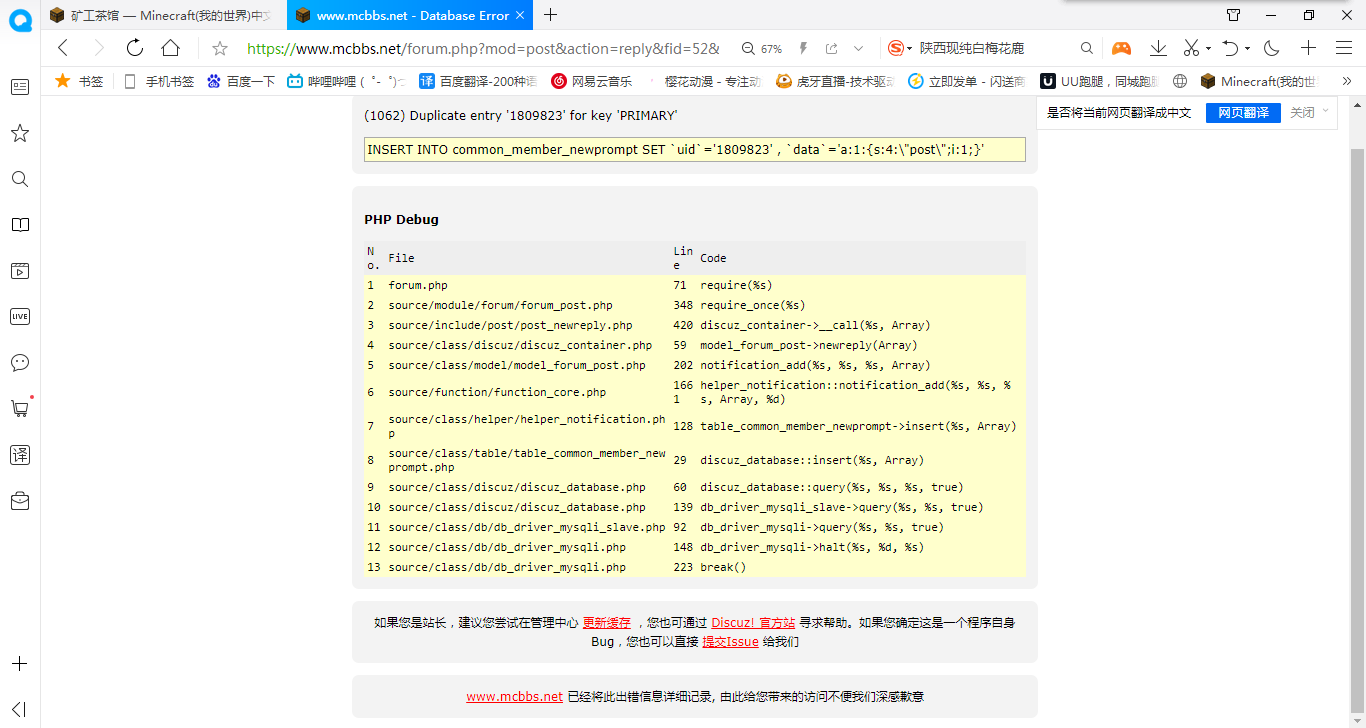 矿工茶馆 — Minecraft(我的世界)中文
www.mcbbs.net - Database Error
https://www.mcbbs.net/forum.php?mod=post&action=reply&fid=52&
67%
陕西现纯白梅花鹿
书签
手机书签
百度一下
哔哩哔哩 ( ゜- ゜)つ
百度翻译-200种语
网易云音乐
樱花动漫 - 专注动
虎牙直播-技术驱动
立即发单 - 闪送商
UU跑腿，同城跑腿
Minecraft(我的世
(1062) Duplicate entry '1809823' for key 'PRIMARY'
是否将当前网页翻译成中文 网页翻译 关闭
INSERT INTO common_member_newprompt SET `uid`='1809823' , `data`='a:1:{s:4:\"post\";i:1;}'
PHP Debug
No. File Line Code
1 forum.php 71 require(%s)
2 source/module/forum/forum_post.php 348 require_once(%s)
3 source/include/post/post_newreply.php 420 discuz_container->__call(%s, Array)
4 source/class/discuz/discuz_container.php 59 model_forum_post->newreply(Array)
5 source/class/model/model_forum_post.php 202 notification_add(%s, %s, %s, Array)
6 source/function/function_core.php 1661 helper_notification::notification_add(%s, %s, %s, Array, %d)
7 source/class/helper/helper_notification.php 128 table_common_member_newprompt->insert(%s, Array)
8 source/class/table/table_common_member_newprompt.php 29 discuz_database::insert(%s, Array)
9 source/class/discuz/discuz_database.php 60 discuz_database::query(%s, %s, %s, true)
10 source/class/discuz/discuz_database.php 139 db_driver_mysqli_slave->query(%s, %s, true)
11 source/class/db/db_driver_mysqli_slave.php 92 db_driver_mysqli->query(%s, %s, true)
12 source/class/db/db_driver_mysqli.php 148 db_driver_mysqli->halt(%s, %d, %s)
13 source/class/db/db_driver_mysqli.php 223 break()
如果您是站长，建议您尝试在管理中心 更新缓存 ，您也可通过 Discuz! 官方站 寻求帮助。如果您确定这是一个程序自身
Bug，您也可以直接 提交Issue 给我们
www.mcbbs.net 已经将此出错信息详细记录, 由此给您带来的访问不便我们深感歉意
LIVE
译